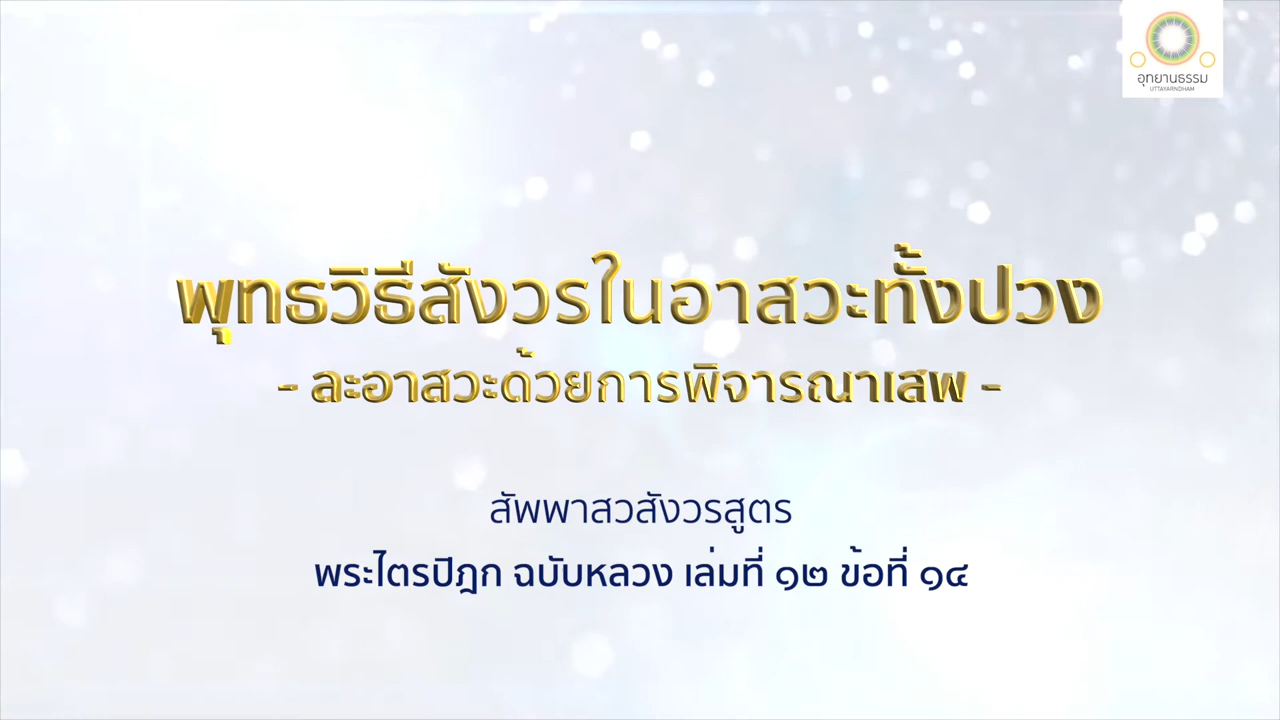 อุทยานธรรม
UTTAYARNDHAM
พุทธวิธีสังวรในอาสวะทั้งปวง
- ละอาสวะด้วยการพิจารณาเสพ -
สัพพาสวสังวรสูตร
พระไตรปิฎก ฉบับหลวง เล่มที่ ๑๒ ข้อที่ ๑๔